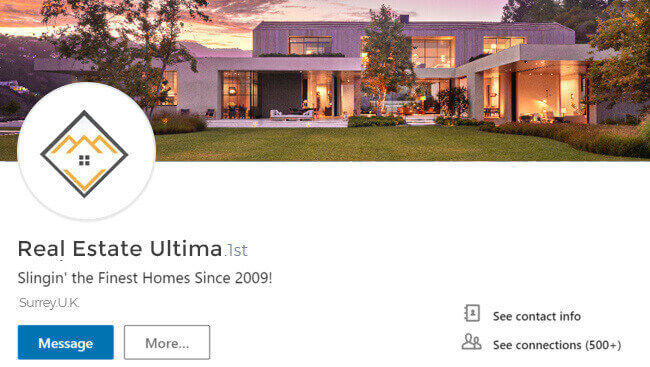 Real Estate Ultima.1st
Slingin' the Finest Homes Since 2009!
Surrey,U.K.
Message
More...
See contact info
See connections (500+)